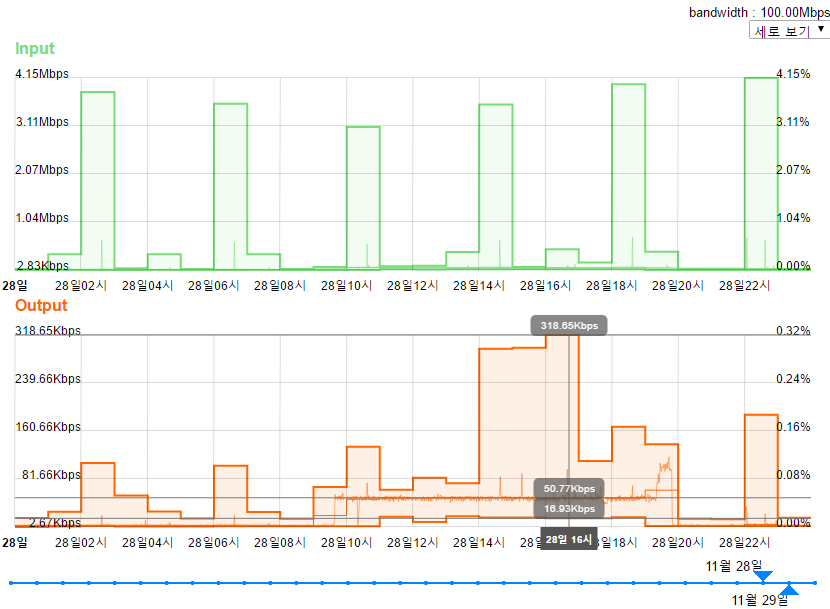 bandwidth : 100.00Mbps
세로 보기 ▼
Input
4.15Mbps 4.15%
3.11Mbps 3.11%
2.07Mbps 2.07%
1.04Mbps 1.04%
2.83Kbps 0.00%
28일 28일02시 28일04시 28일06시 28일08시 28일10시 28일12시 28일14시 28일16시 28일18시 28일20시 28일22시
Output
318.65Kbps 318.65Kbps 0.32%
239.66Kbps 0.24%
160.66Kbps 0.16%
81.66Kbps 0.08%
50.77Kbps
16.93Kbps
2.67Kbps 0.00%
28일 28일02시 28일04시 28일06시 28일08시 28일10시 28일12시 28일14시 28일 16시 28일18시 28일20시 28일22시
11월 28일
11월 29일